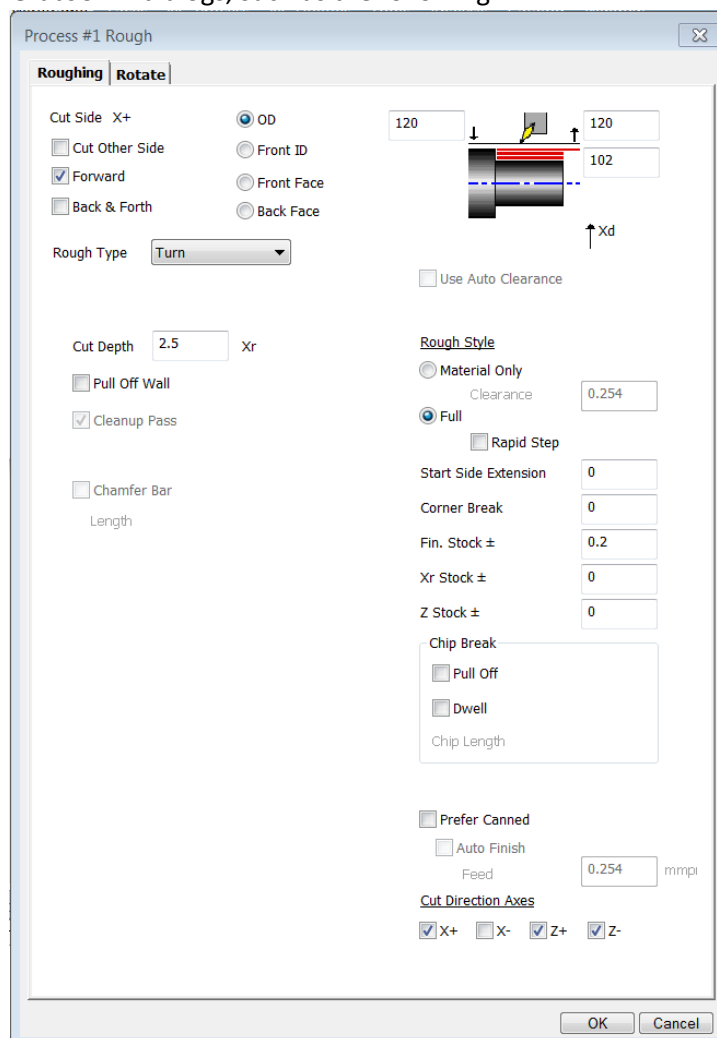 Process #1 Rough
Roughing Rotate
Cut Side X+
Cut Other Side
Forward
Back & Forth
OD
Front ID
Front Face
Back Face
120
120
102
Xd
Rough Type Turn
Use Auto Clearance
Cut Depth 2.5 Xr
Pull Off Wall
Cleanup Pass
Chamfer Bar
Length
Rough Style
Material Only
Clearance 0.254
Full
Rapid Step
Start Side Extension 0
Corner Break 0
Fin. Stock ± 0.2
Xr Stock ± 0
Z Stock ± 0
Chip Break
Pull Off
Dwell
Chip Length
Prefer Canned
Auto Finish
Feed 0.254
Cut Direction Axes
X+ X- Z+ Z-
OK Cancel